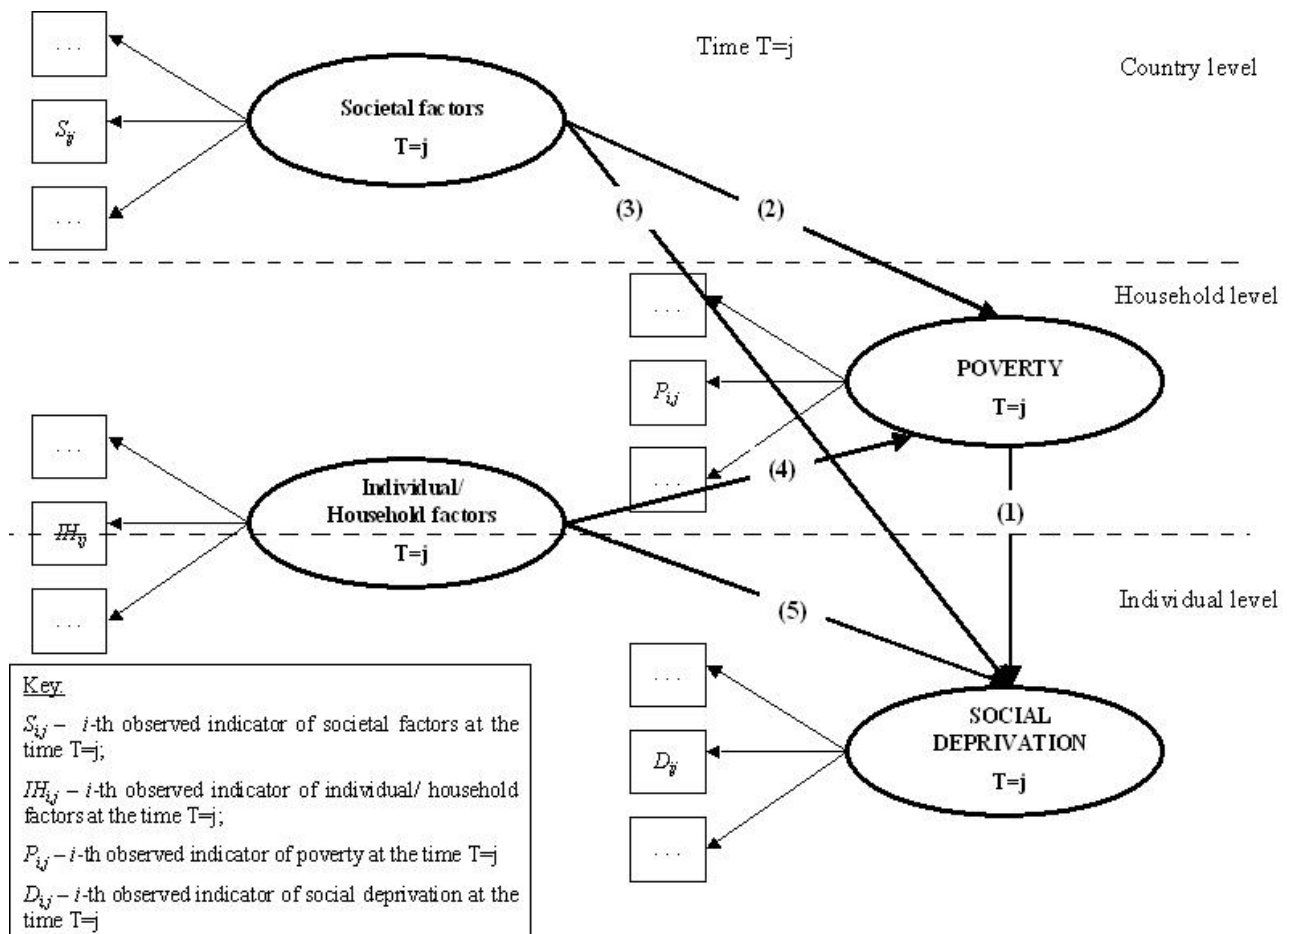 Time T=j
Country level
. . .
S_ij
. . .
Societal factors
T=j
(3)
(2)
Household level
. . .
P_i,j
. . .
POVERTY
T=j
. . .
IH_ij
. . .
Individual/
Household factors
T=j
(4)
(1)
(5)
Individual level
. . .
D_ij
. . .
SOCIAL
DEPRIVATION
T=j
Key:
S_i,j – i-th observed indicator of societal factors at the
time T=j;
IH_i,j – i-th observed indicator of individual/ household
factors at the time T=j;
P_i,j – i-th observed indicator of poverty at the time T=j
D_i,j – i-th observed indicator of social deprivation at the
time T=j